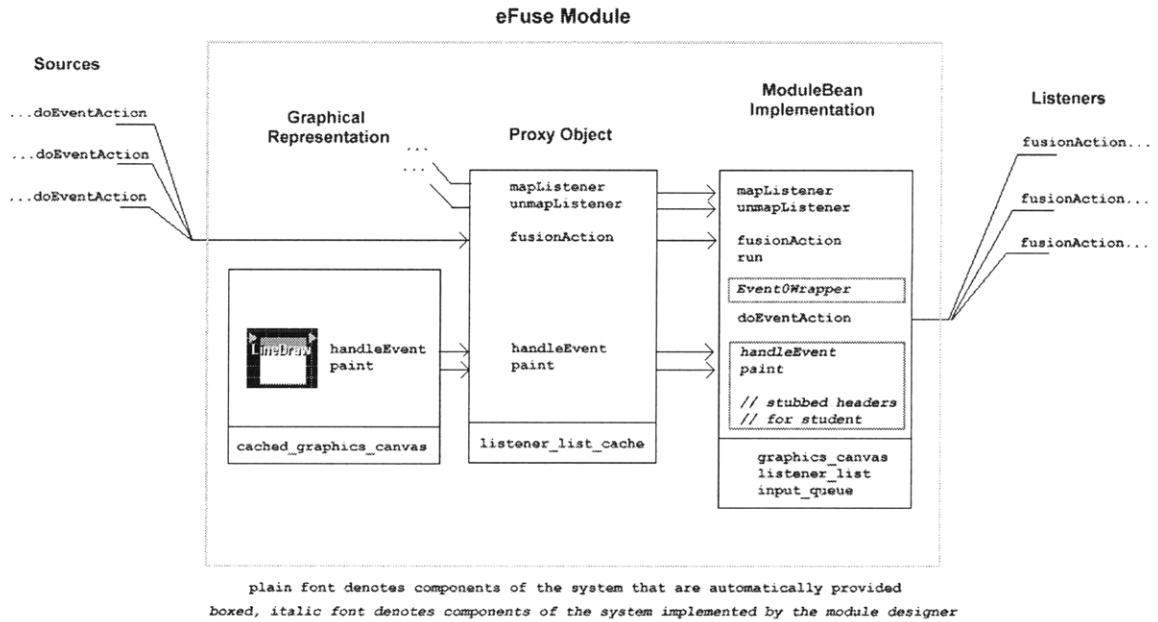 eFuse Module
Sources
...doEventAction
...doEventAction
...doEventAction
Graphical
Representation
...
...
LineDraw
handleEvent
paint
cached_graphics_canvas
Proxy Object
mapListener
unmapListener
fusionAction
handleEvent
paint
listener_list_cache
ModuleBean
Implementation
mapListener
unmapListener
fusionAction
run
Event0Wrapper
doEventAction
handleEvent
paint
// stubbed headers
// for student
graphics_canvas
listener_list
input_queue
Listeners
fusionAction...
fusionAction...
fusionAction...
plain font denotes components of the system that are automatically provided
boxed, italic font denotes components of the system implemented by the module designer